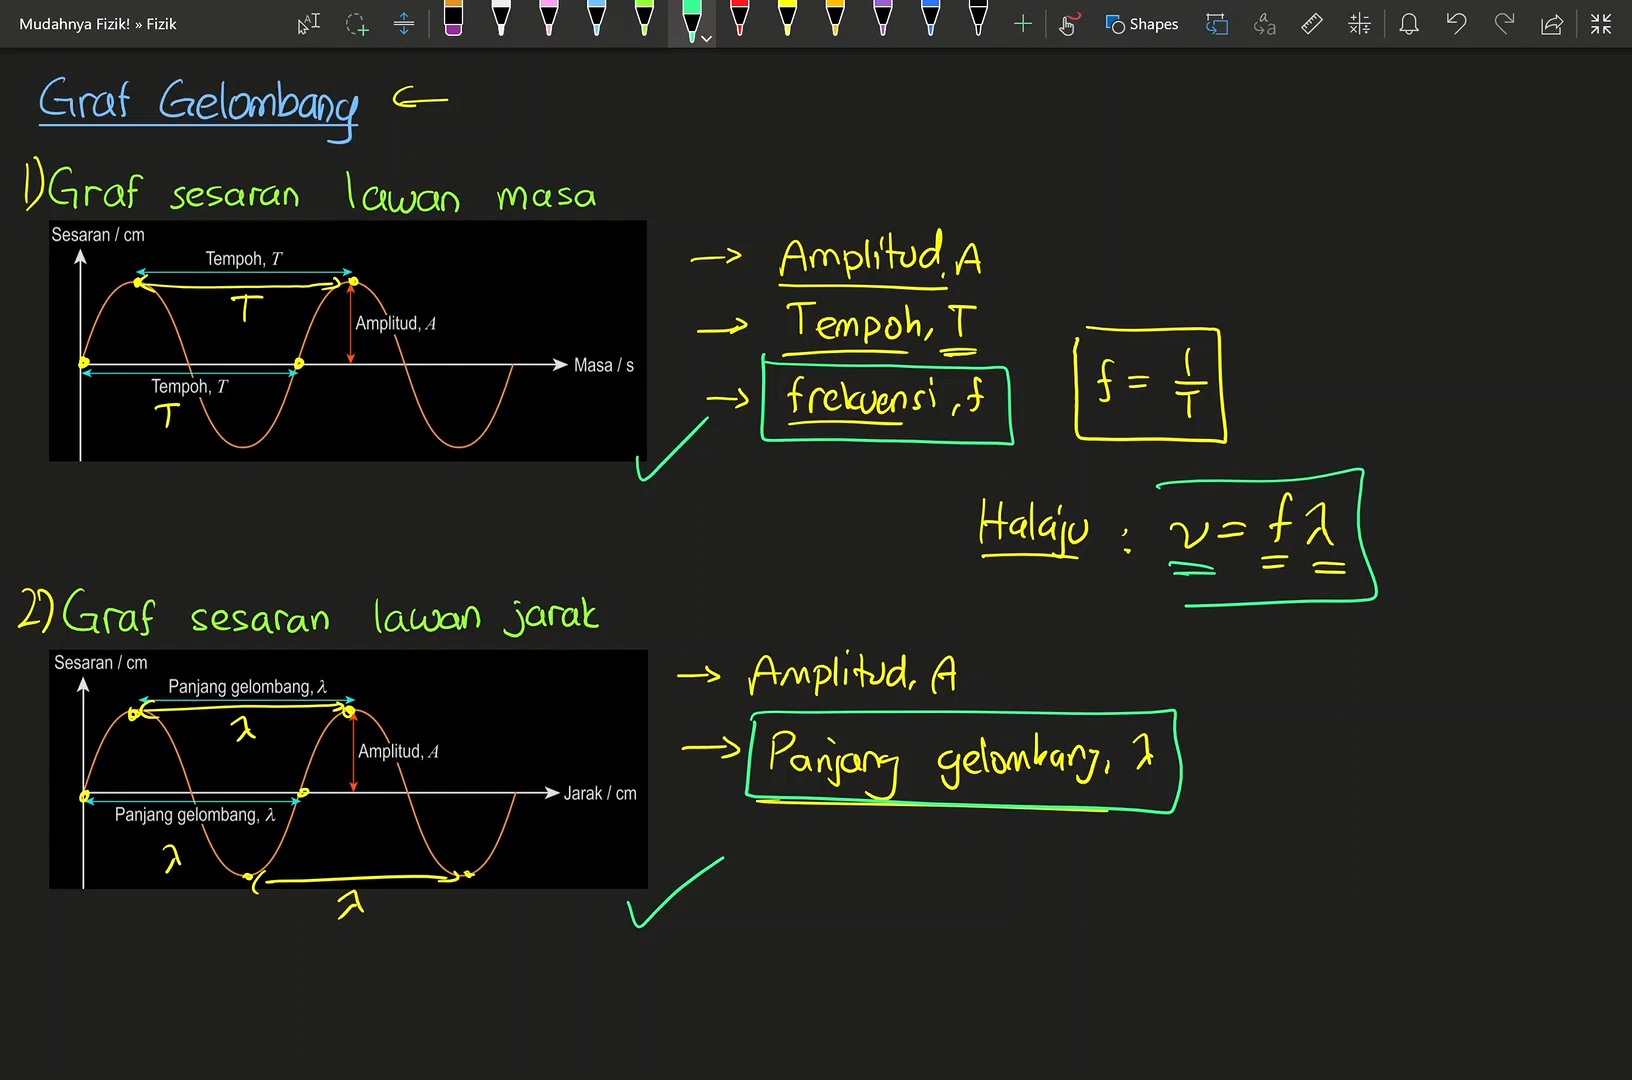 Mudahnya Fizik! » Fizik
Shapes
Graf Gelombang
1) Graf sesaran lawan masa
Sesaran / cm
Tempoh, T
T
Amplitud, A
Masa / s
Tempoh, T
T
→ Amplitud, A
→ Tempoh, T
→ frekuensi, f
f = 1/T
Halaju : v = f λ
2) Graf sesaran lawan jarak
Sesaran / cm
Panjang gelombang, λ
λ
Amplitud, A
Jarak / cm
Panjang gelombang, λ
λ
λ
→ Amplitud, A
→ Panjang gelombang, λ